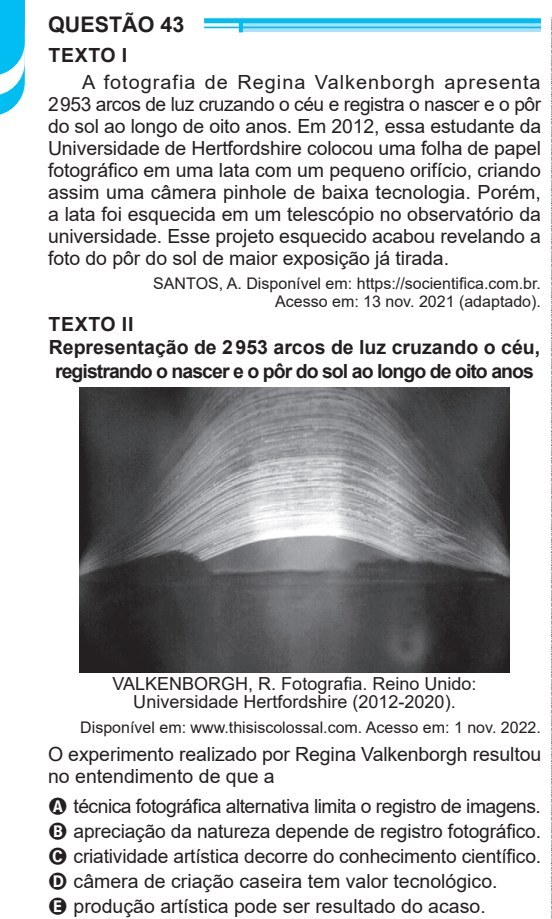 QUESTÃO 43
TEXTO I
A fotografia de Regina Valkenborgh apresenta
2 953 arcos de luz cruzando o céu e registra o nascer e o pôr
do sol ao longo de oito anos. Em 2012, essa estudante da
Universidade de Hertfordshire colocou uma folha de papel
fotográfico em uma lata com um pequeno orifício, criando
assim uma câmera pinhole de baixa tecnologia. Porém,
a lata foi esquecida em um telescópio no observatório da
universidade. Esse projeto esquecido acabou revelando a
foto do pôr do sol de maior exposição já tirada.
SANTOS, A. Disponível em: https://socientifica.com.br.
Acesso em: 13 nov. 2021 (adaptado).
TEXTO II
Representação de 2 953 arcos de luz cruzando o céu,
registrando o nascer e o pôr do sol ao longo de oito anos
VALKENBORGH, R. Fotografia. Reino Unido:
Universidade Hertfordshire (2012-2020).
Disponível em: www.thisiscolossal.com. Acesso em: 1 nov. 2022.
O experimento realizado por Regina Valkenborgh resultou
no entendimento de que a
A técnica fotográfica alternativa limita o registro de imagens.
B apreciação da natureza depende de registro fotográfico.
C criatividade artística decorre do conhecimento científico.
D câmera de criação caseira tem valor tecnológico.
E produção artística pode ser resultado do acaso.